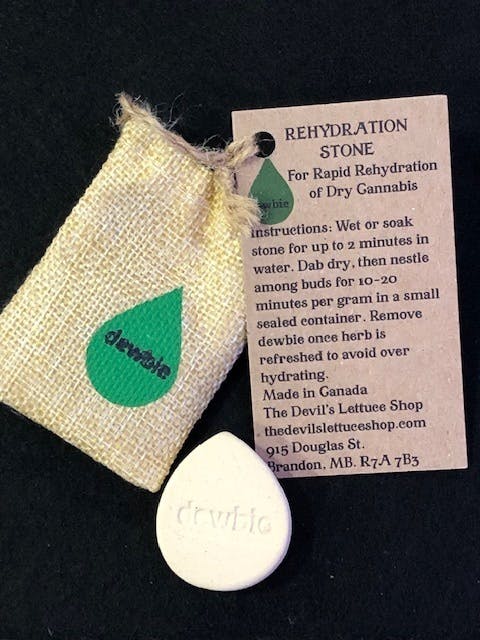 REHYDRATION
STONE
For Rapid Rehydration
of Dry Cannabis
dewbie
Instructions: Wet or soak
stone for up to 2 minutes in
water. Dab dry, then nestle
among buds for 10-20
minutes per gram in a small
sealed container. Remove
dewbie once herb is
refreshed to avoid over
hydrating.
Made in Canada
The Devil's Lettuce Shop
thedevilslettuceshop.com
915 Douglas St.
Brandon, MB. R7A 7B3
dewbie
dewbie